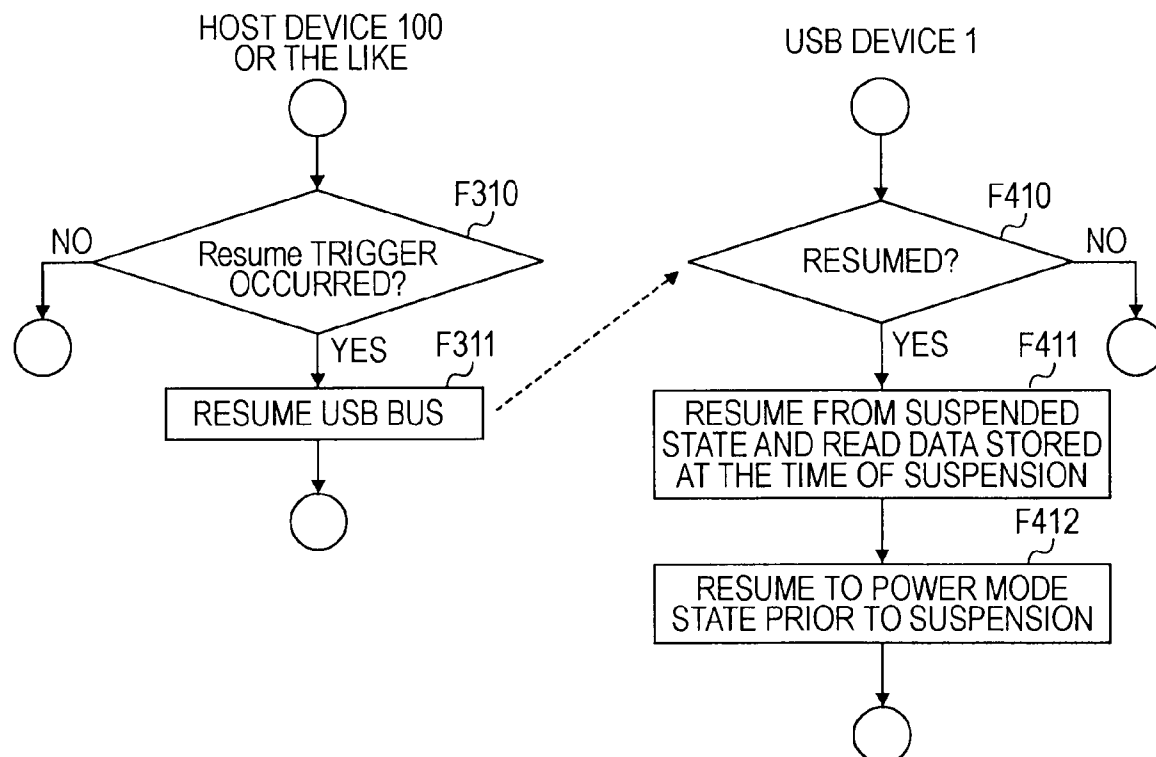 HOST DEVICE 100
OR THE LIKE
F310
NO
Resume TRIGGER
OCCURRED?
YES
F311
RESUME USB BUS
USB DEVICE 1
F410
NO
RESUMED?
YES
F411
RESUME FROM SUSPENDED
STATE AND READ DATA STORED
AT THE TIME OF SUSPENSION
F412
RESUME TO POWER MODE
STATE PRIOR TO SUSPENSION